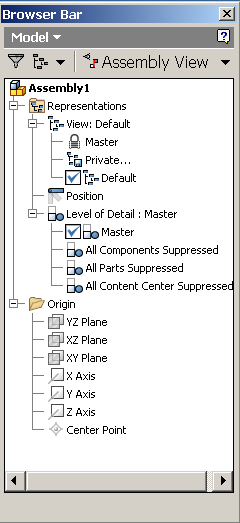 Browser Bar
Model
Assembly View
Assembly1
Representations
View: Default
Master
Private...
Default
Position
Level of Detail : Master
Master
All Components Suppressed
All Parts Suppressed
All Content Center Suppressed
Origin
YZ Plane
XZ Plane
XY Plane
X Axis
Y Axis
Z Axis
Center Point